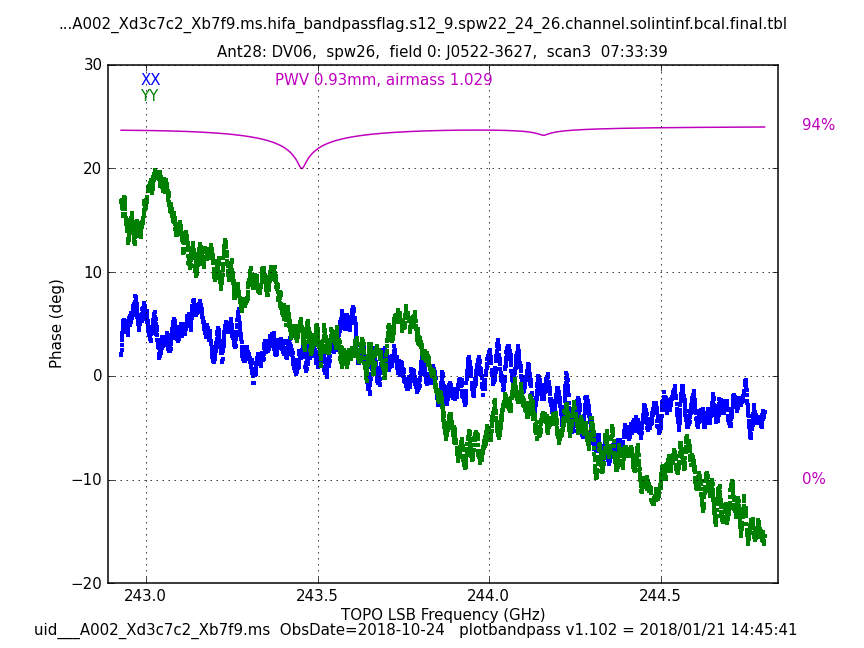 ...A002_Xd3c7c2_Xb7f9.ms.hifa_bandpassflag.s12_9.spw22_24_26.channel.solintinf.bcal.final.tbl
Ant28: DV06,  spw26,  field 0: J0522-3627,  scan3  07:33:39
30
XX
PWV 0.93mm, airmass 1.029
YY
94%
20
10
Phase (deg)
0
−10
0%
−20
243.0
243.5
244.0
244.5
TOPO LSB Frequency (GHz)
uid___A002_Xd3c7c2_Xb7f9.ms  ObsDate=2018-10-24   plotbandpass v1.102 = 2018/01/21 14:45:41